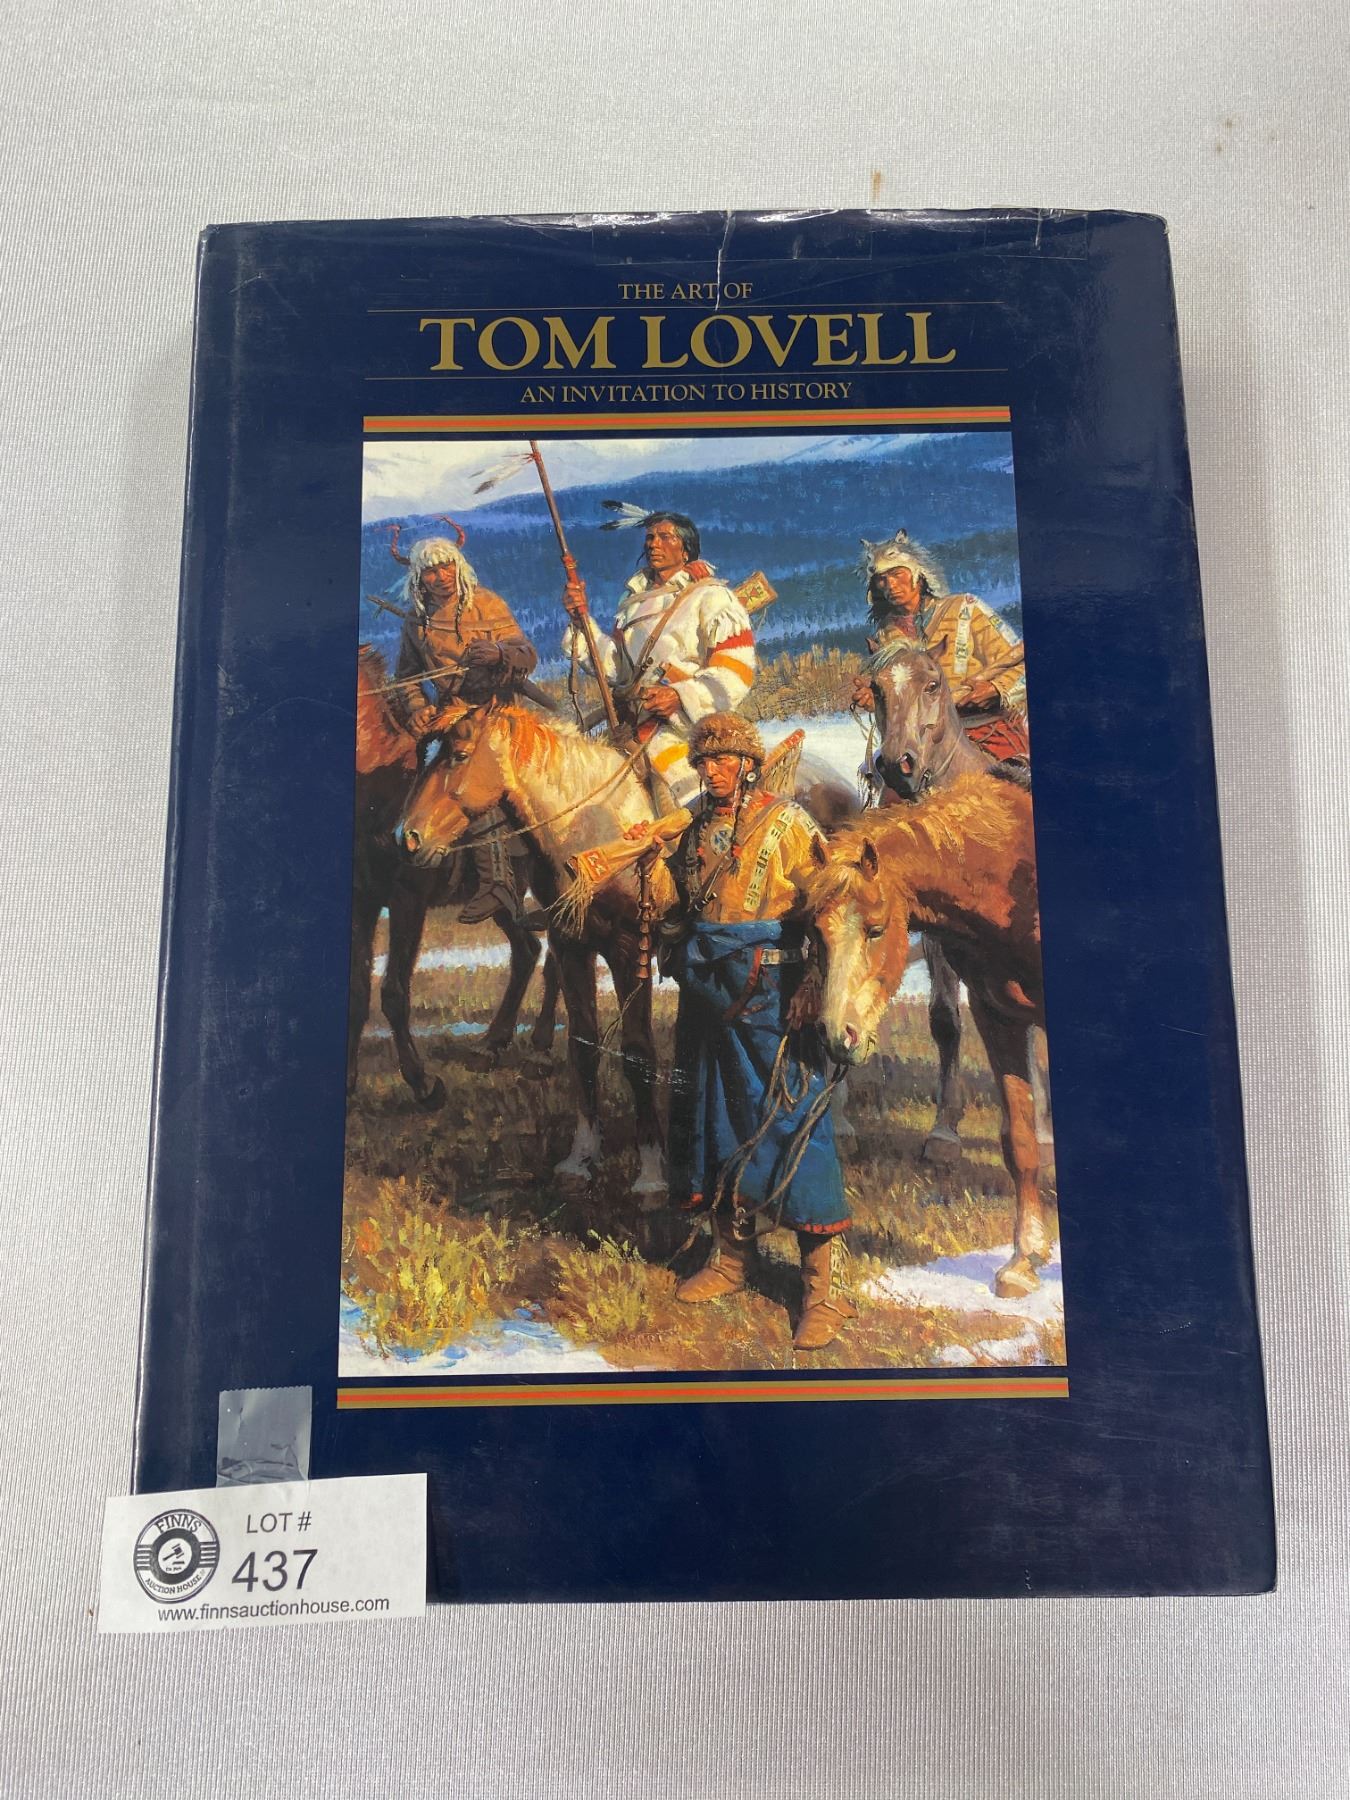 THE ART OF
TOM LOVELL
AN INVITATION TO HISTORY
FINNS
AUCTION HOUSE
LOT #
437
www.finnsauctionhouse.com